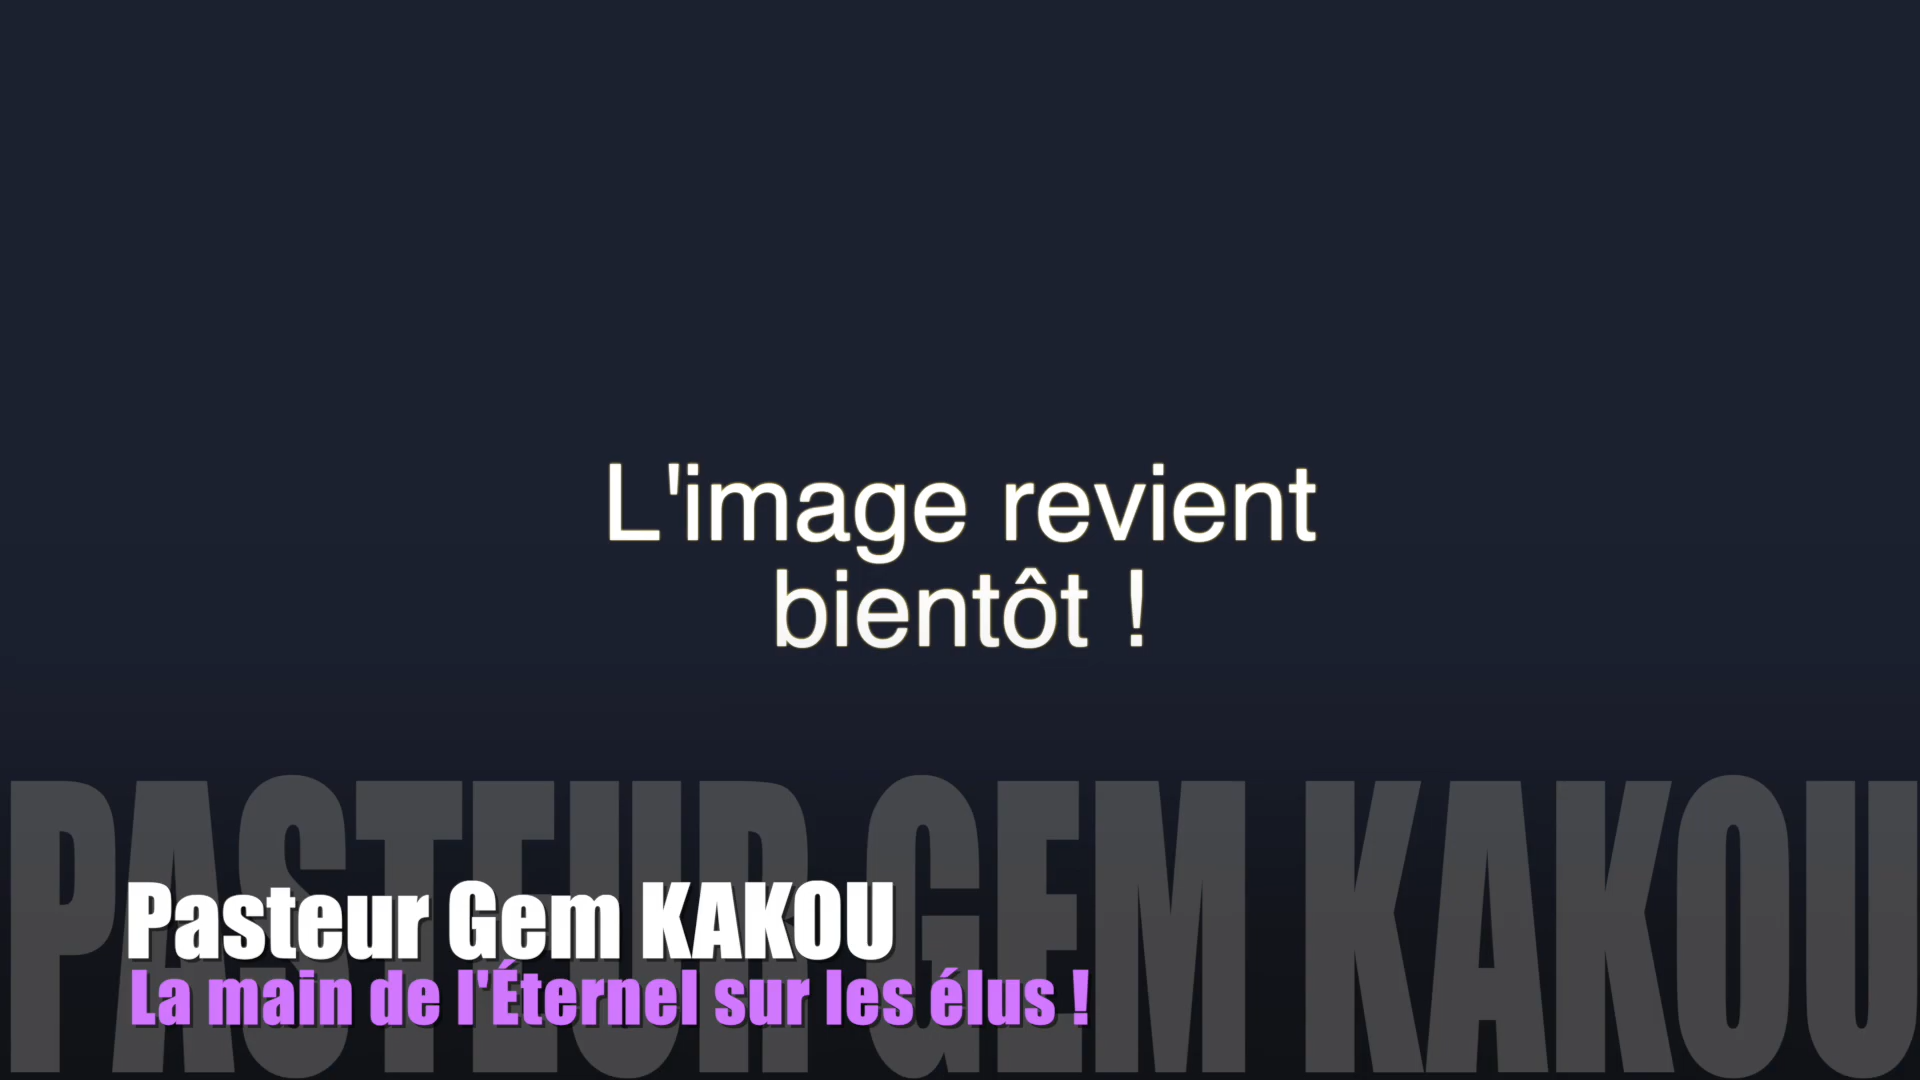 L'image revient
bientôt !
PASTEUR GEM KAKOU
Pasteur Gem KAKOU
La main de l'Éternel sur les élus !